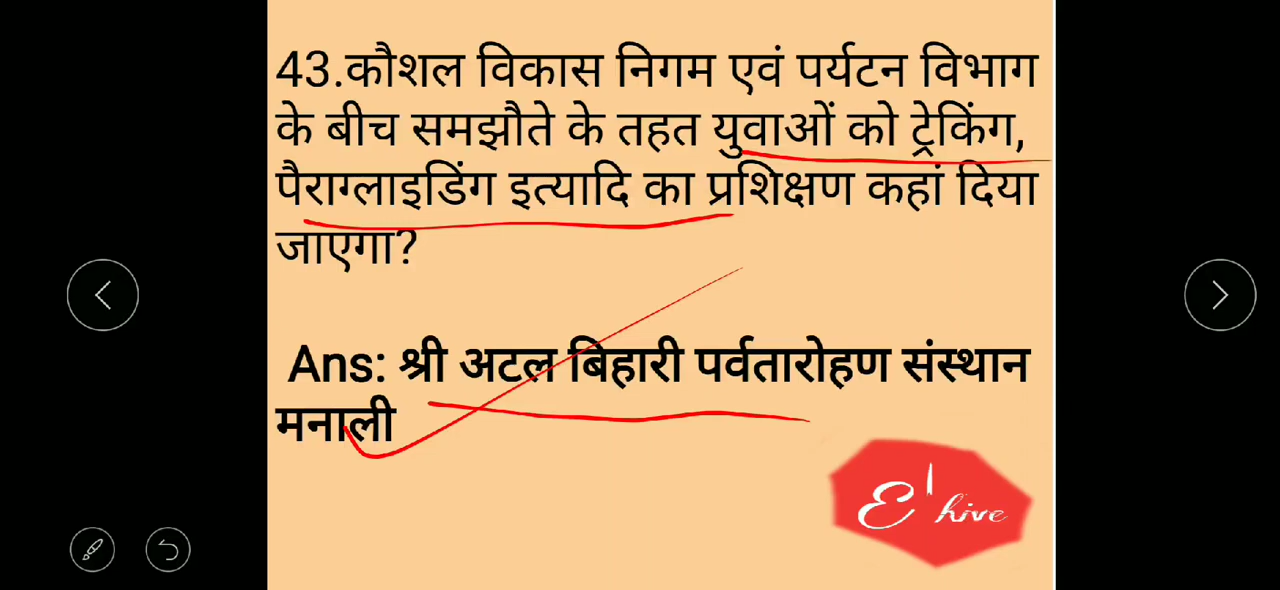 43.कौशल विकास निगम एवं पर्यटन विभाग
के बीच समझौते के तहत युवाओं को ट्रेकिंग,
पैराग्लाइडिंग इत्यादि का प्रशिक्षण कहां दिया
जाएगा?
Ans: श्री अटल बिहारी पर्वतारोहण संस्थान
मनाली
E' hive